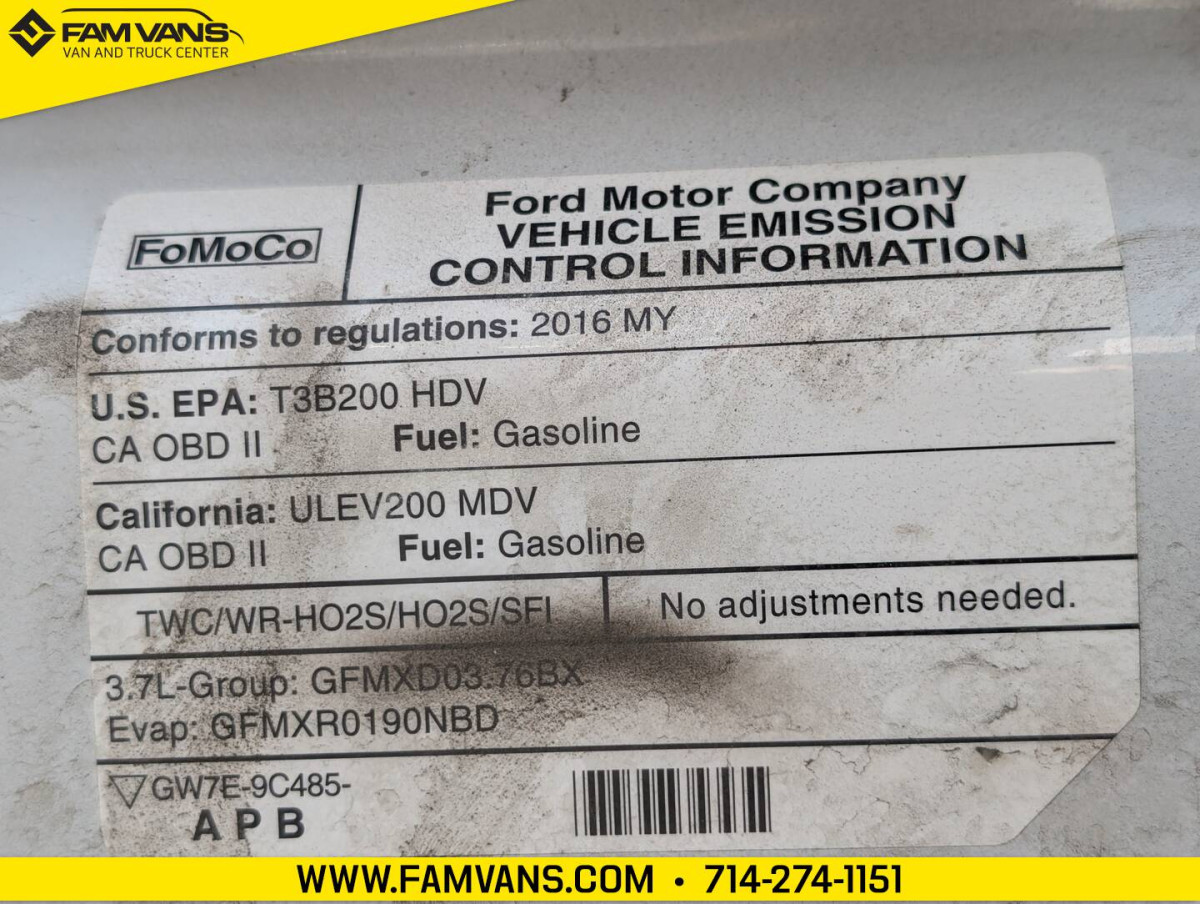 FAM VANS
VAN AND TRUCK CENTER
FoMoCo
Ford Motor Company
VEHICLE EMISSION
CONTROL INFORMATION
Conforms to regulations: 2016 MY
U.S. EPA: T3B200 HDV
CA OBD II Fuel: Gasoline
California: ULEV200 MDV
CA OBD II Fuel: Gasoline
TWC/WR-HO2S/HO2S/SFI No adjustments needed.
3.7L-Group: GFMXD03.76BX
Evap: GFMXR0190NBD
GW7E-9C485-
A P B
WWW.FAMVANS.COM • 714-274-1151